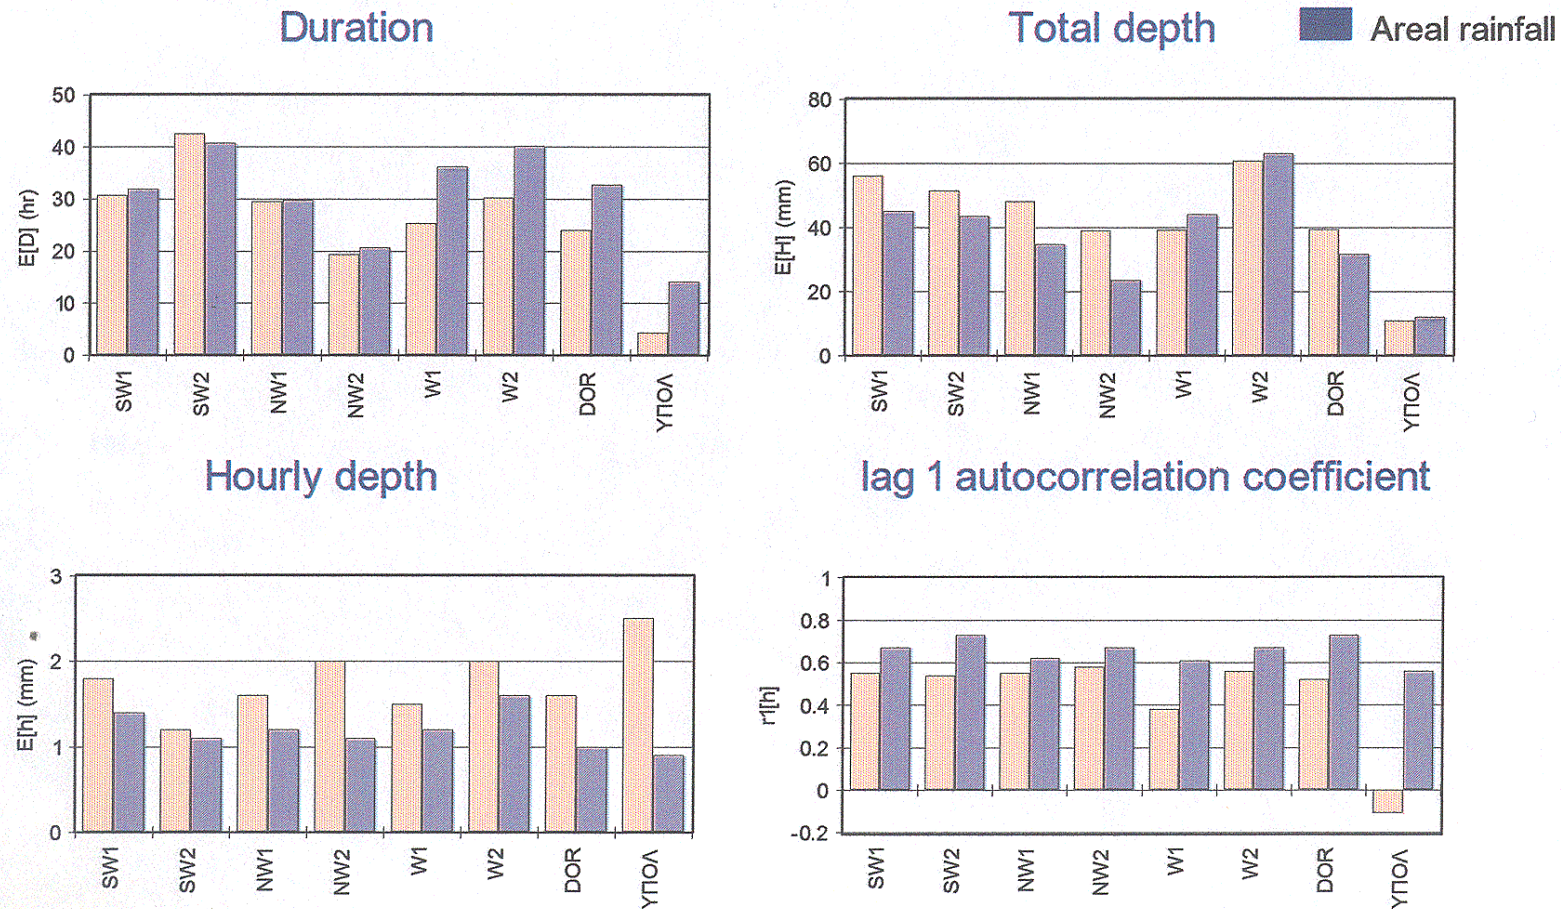 Duration
Total depth
Areal rainfall
50
40
30
20
10
0
E[D] (hr)
SW1
SW2
NW1
NW2
W1
W2
DOR
ΥΠΟΛ
80
60
40
20
0
E[H] (mm)
SW1
SW2
NW1
NW2
W1
W2
DOR
ΥΠΟΛ
Hourly depth
lag 1 autocorrelation coefficient
3
2
1
0
E[h] (mm)
SW1
SW2
NW1
NW2
W1
W2
DOR
ΥΠΟΛ
1
0.8
0.6
0.4
0.2
0
-0.2
r1[h]
SW1
SW2
NW1
NW2
W1
W2
DOR
ΥΠΟΛ